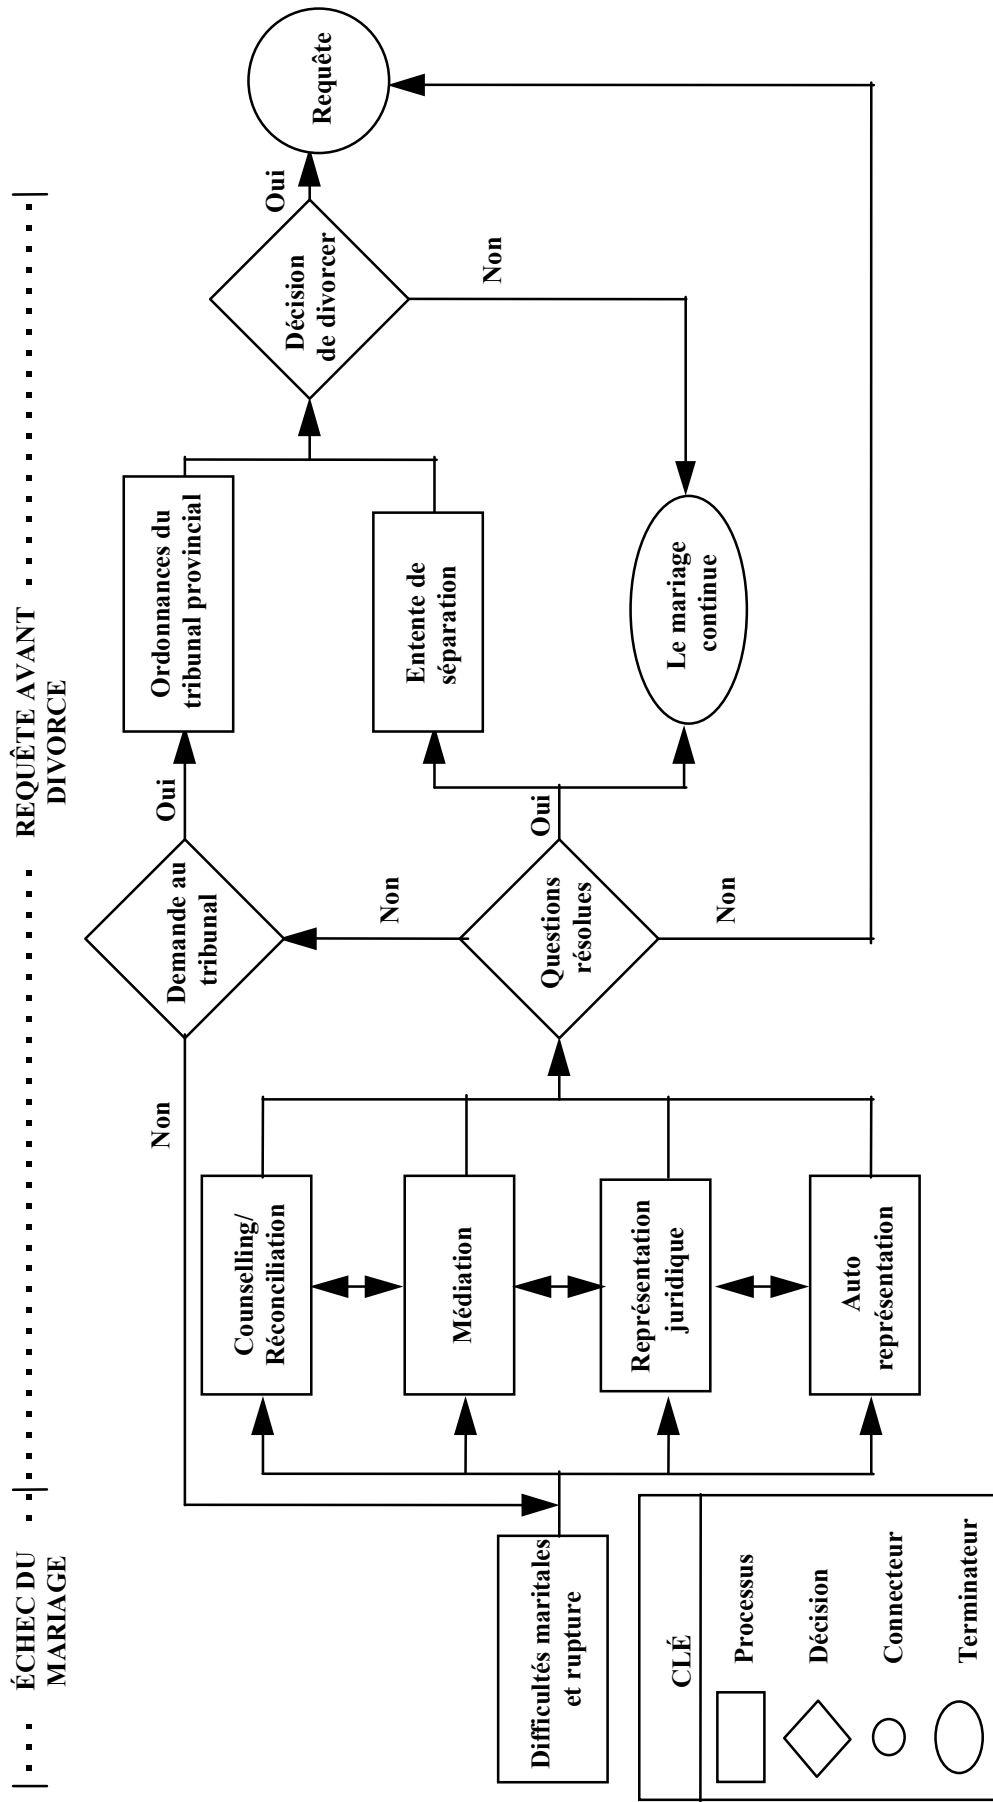 ÉCHEC DU
MARIAGE
REQUÊTE AVANT
DIVORCE
Difficultés maritales
et rupture
Counselling/
Réconciliation
Médiation
Représentation
juridique
Auto
représentation
Non
Demande au
tribunal
Oui
Non
Questions
résolues
Oui
Non
Ordonnances du
tribunal provincial
Entente de
séparation
Le mariage
continue
Décision
de divorcer
Oui
Non
Requête
CLÉ
Processus
Décision
Connecteur
Terminateur